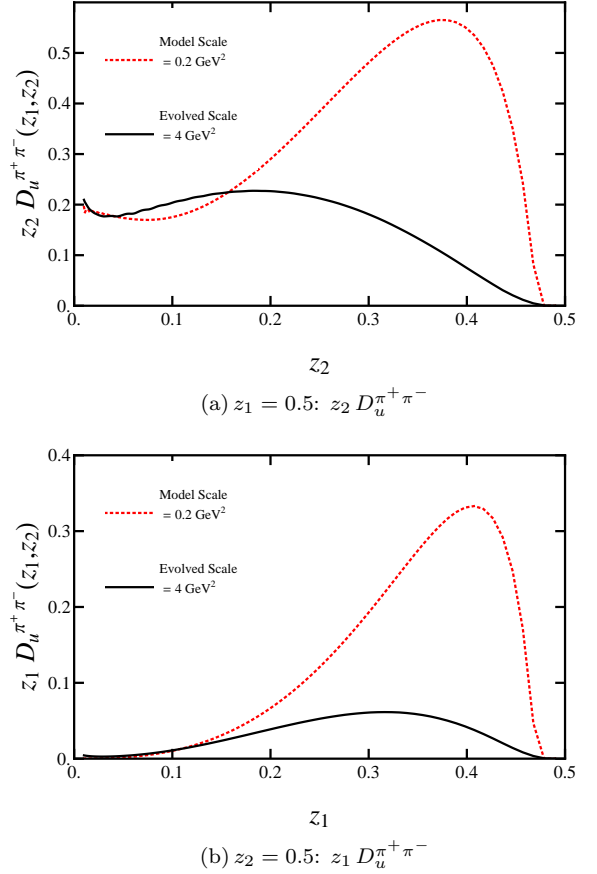 0.5
0.4
0.3
0.2
0.1
0.
z₂ D_u^{π⁺ π⁻}(z₁,z₂)
Model Scale
= 0.2 GeV²
Evolved Scale
= 4 GeV²
0. 0.1 0.2 0.3 0.4 0.5
z₂
(a) z₁ = 0.5: z₂ D_u^{π⁺ π⁻}
0.4
0.3
0.2
0.1
0.
z₁ D_u^{π⁺ π⁻}(z₁,z₂)
Model Scale
= 0.2 GeV²
Evolved Scale
= 4 GeV²
0. 0.1 0.2 0.3 0.4 0.5
z₁
(b) z₂ = 0.5: z₁ D_u^{π⁺ π⁻}